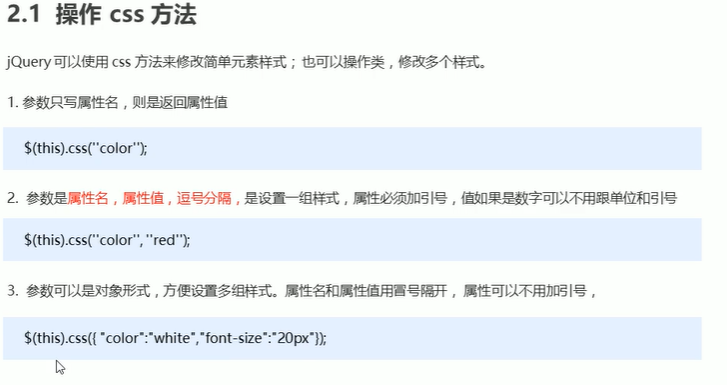 2.1 操作 css 方法
jQuery 可以使用 css 方法来修改简单元素样式； 也可以操作类，修改多个样式。
1. 参数只写属性名，则是返回属性值
$(this).css(''color'');
2. 参数是属性名，属性值，逗号分隔，是设置一组样式，属性必须加引号，值如果是数字可以不用跟单位和引号
$(this).css(''color'', ''red'');
3. 参数可以是对象形式，方便设置多组样式。属性名和属性值用冒号隔开， 属性可以不用加引号，
$(this).css({ "color":"white","font-size":"20px"});